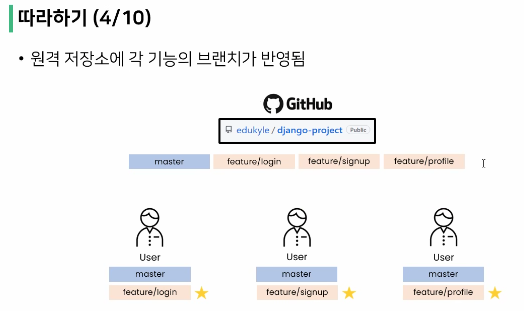 따라하기 (4/10)
• 원격 저장소에 각 기능의 브랜치가 반영됨
GitHub
edukyle / django-project Public
master feature/login feature/signup feature/profile
User User User
master master master
feature/login feature/signup feature/profile